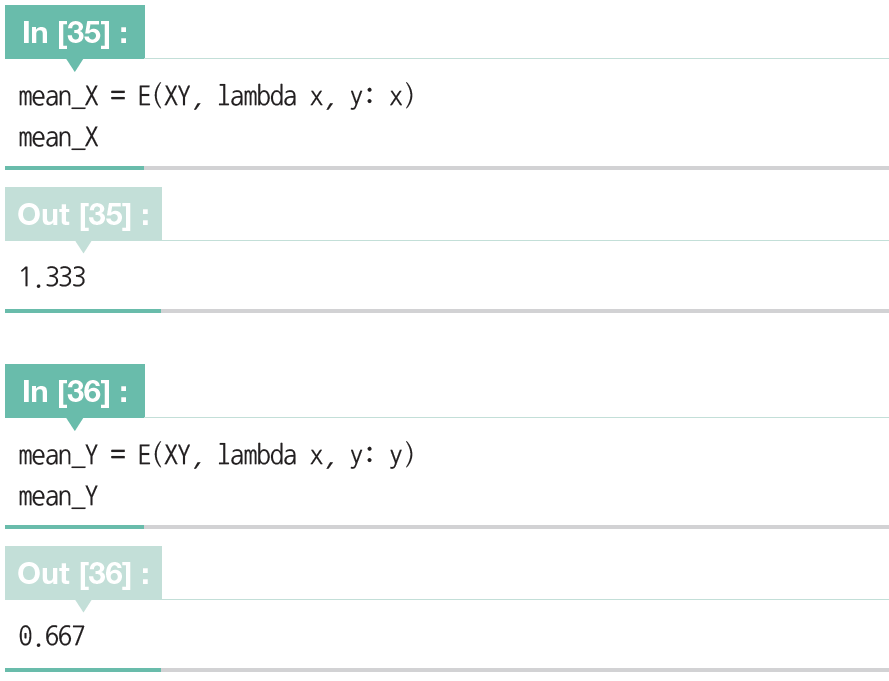 In [35] :
mean_X = E(XY, lambda x, y: x)
mean_X
Out [35] :
1.333
In [36] :
mean_Y = E(XY, lambda x, y: y)
mean_Y
Out [36] :
0.667